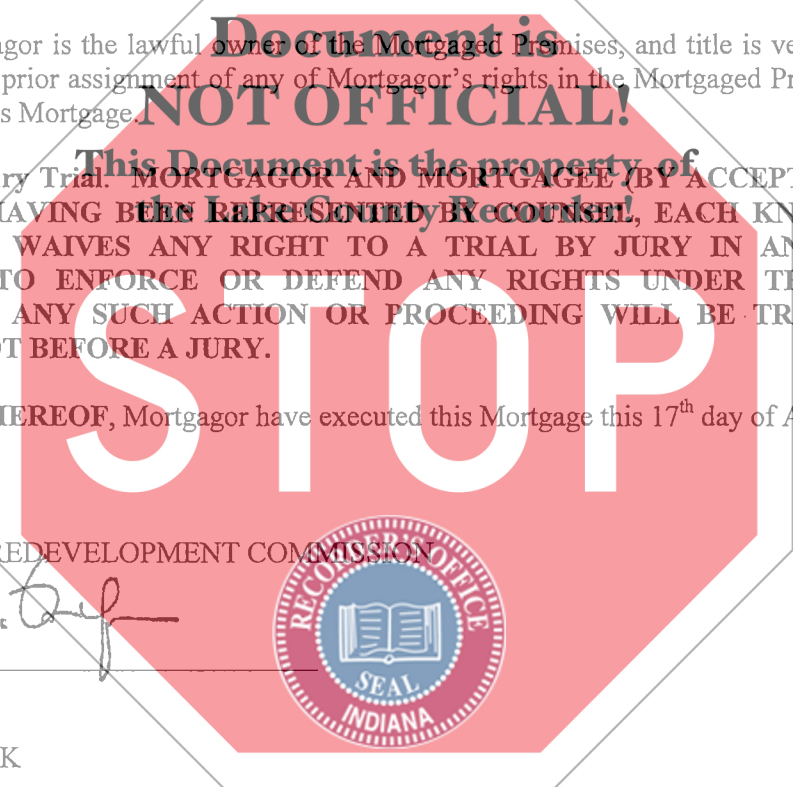 Document is
gagor is the lawful owner of the Mortgaged Premises, and title is ve
prior assignment of any of Mortgagor's rights in the Mortgaged Pr
s Mortgage.
NOT OFFICIAL!
This Document is the property of
ry Trial. MORTGAGOR AND MORTGAGEE (BY ACCEPT
the Lake County Recorder!
HAVING BEEN REPRESENTED BY COUNSEL, EACH KN
WAIVES ANY RIGHT TO A TRIAL BY JURY IN AN
TO ENFORCE OR DEFEND ANY RIGHTS UNDER TH
ANY SUCH ACTION OR PROCEEDING WILL BE TR
OT BEFORE A JURY.
STOP
HEREOF, Mortgagor have executed this Mortgage this 17th day of A
REDEVELOPMENT COMMISSION
RECORDER'S OFFICE
SEAL
INDIANA
K